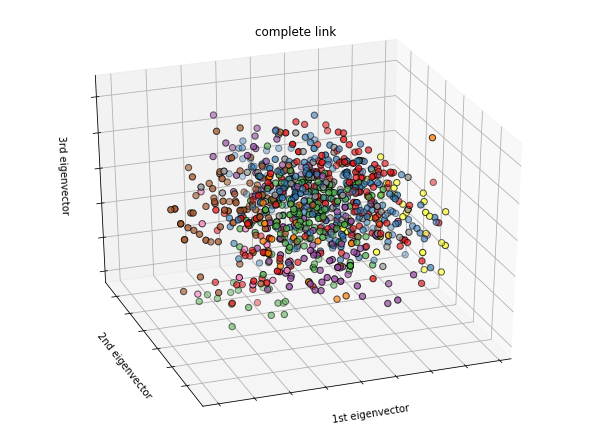 complete link
3rd eigenvector
2nd eigenvector
1st eigenvector